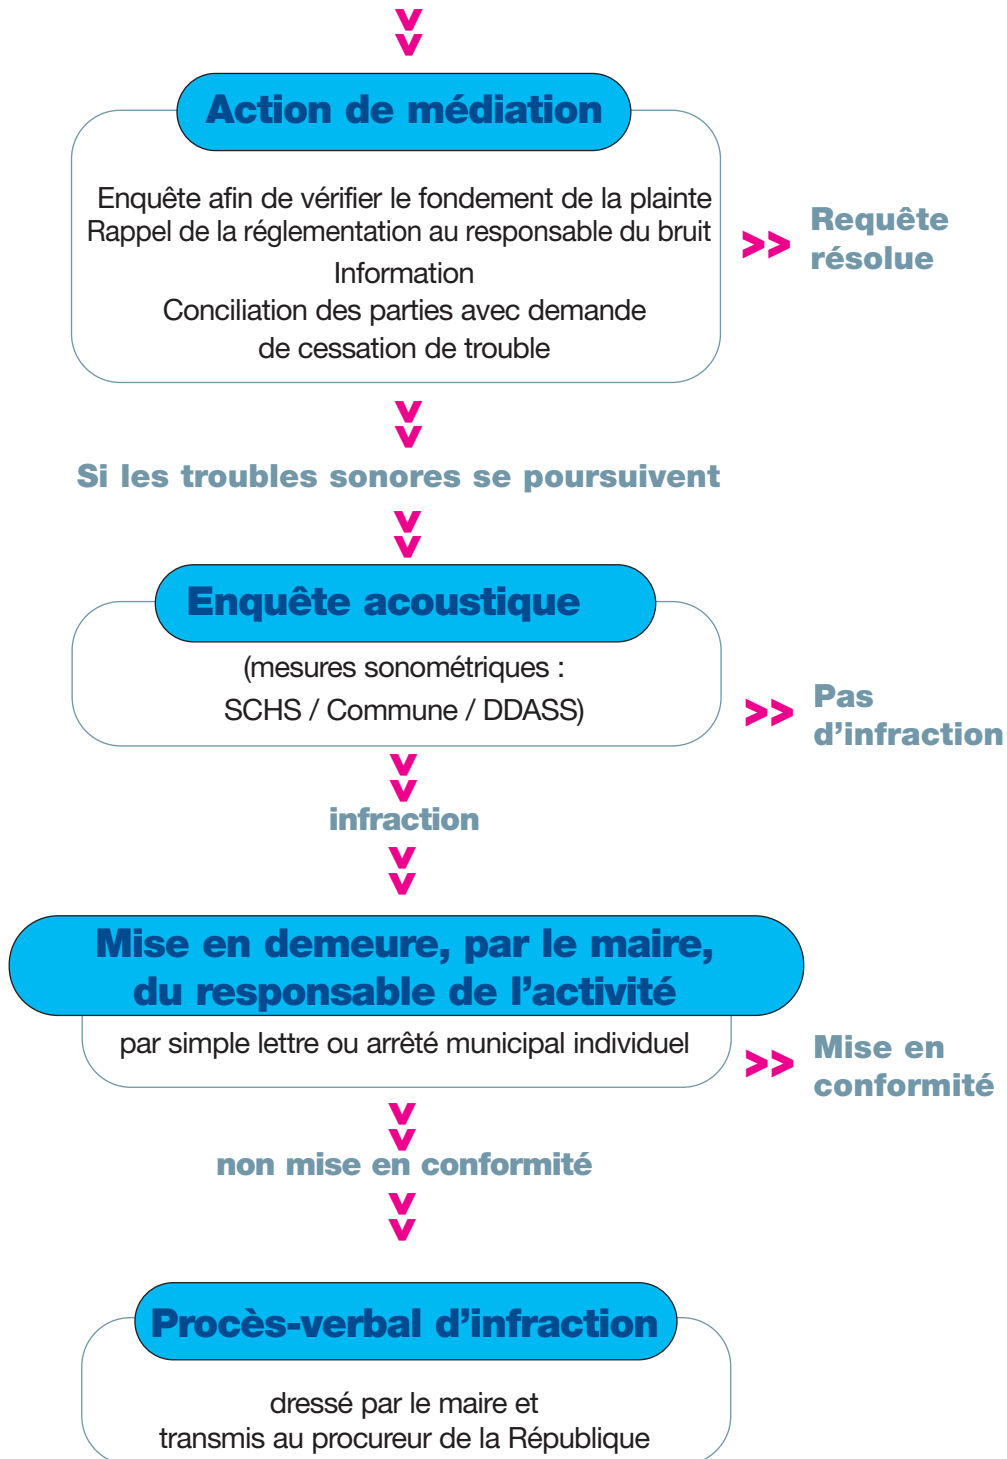 Action de médiation
Enquête afin de vérifier le fondement de la plainte
Rappel de la réglementation au responsable du bruit
Information
Conciliation des parties avec demande
de cessation de trouble
>> Requête
résolue
Si les troubles sonores se poursuivent
Enquête acoustique
(mesures sonométriques :
SCHS / Commune / DDASS)
>> Pas
d’infraction
infraction
Mise en demeure, par le maire,
du responsable de l’activité
par simple lettre ou arrêté municipal individuel
>> Mise en
conformité
non mise en conformité
Procès-verbal d’infraction
dressé par le maire et
transmis au procureur de la République